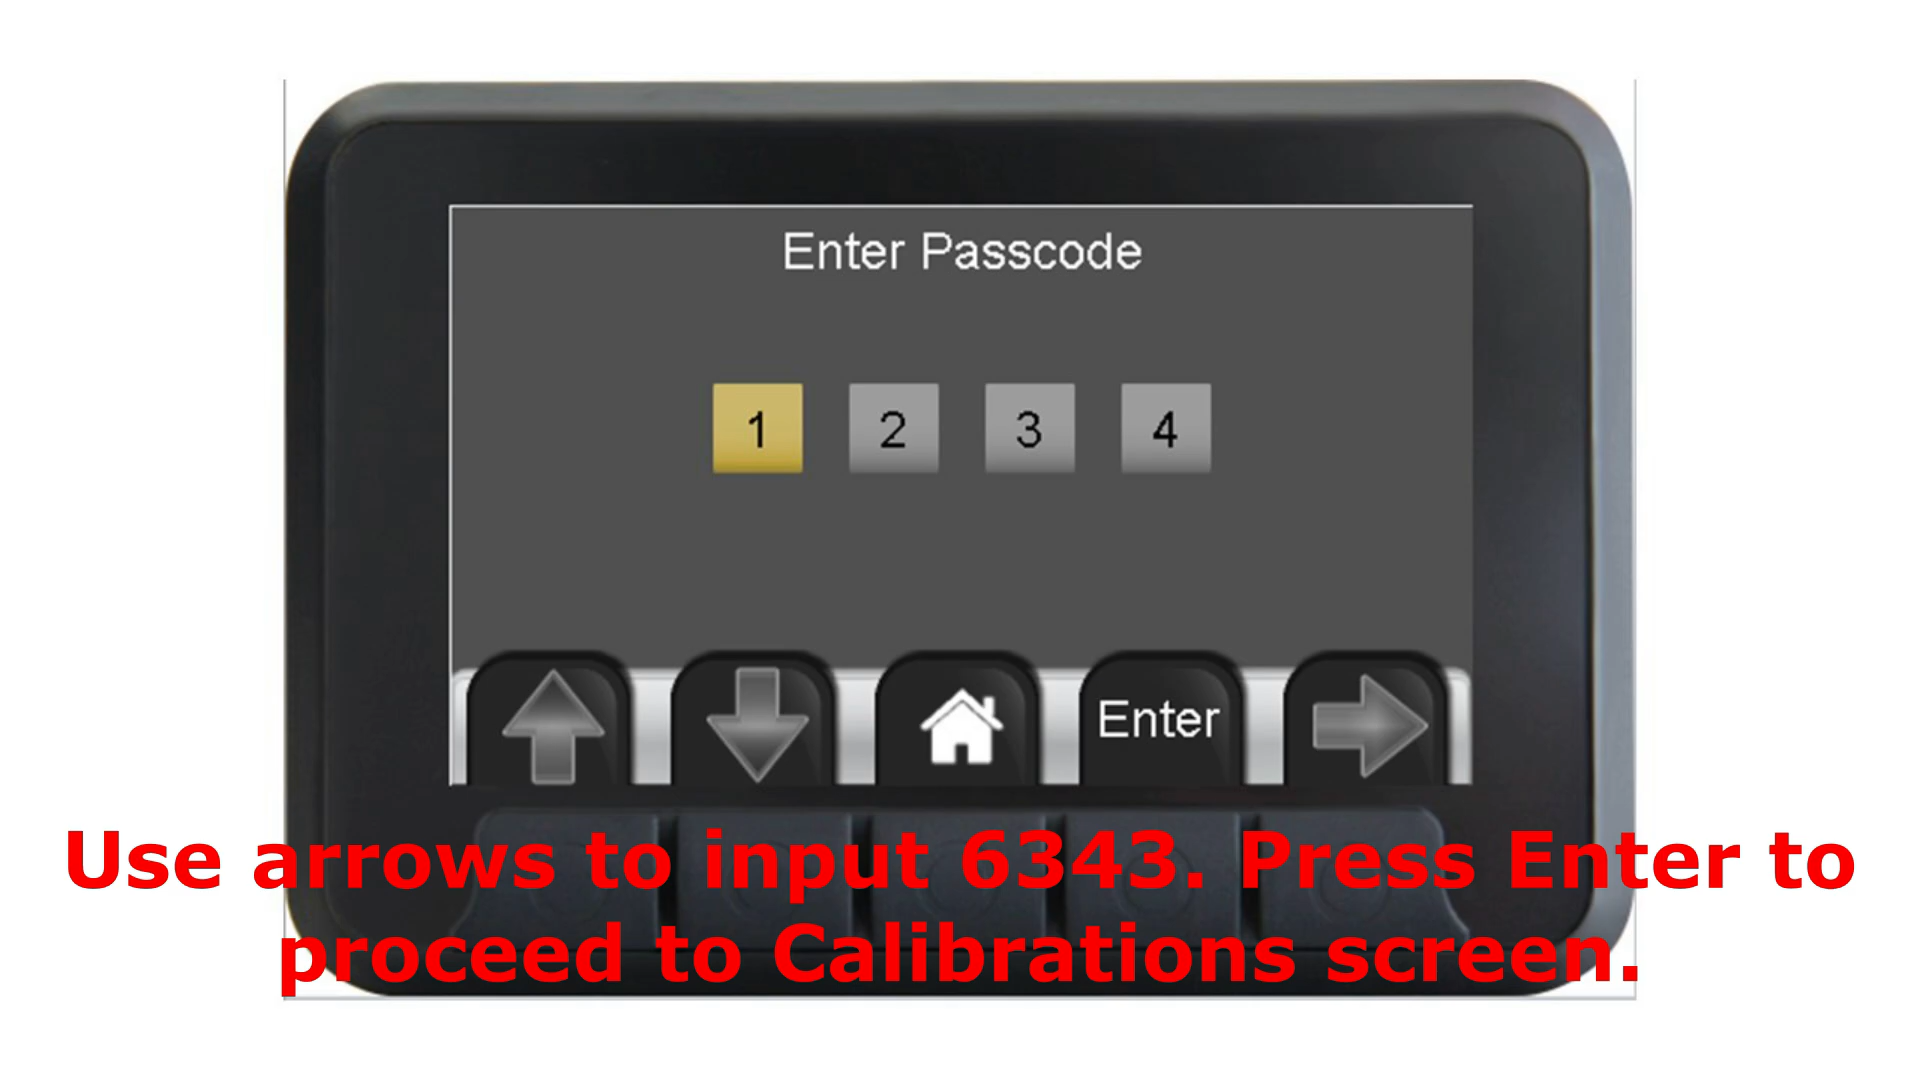 Enter Passcode
1 2 3 4
Enter
Use arrows to input 6343. Press Enter to
proceed to Calibrations screen.